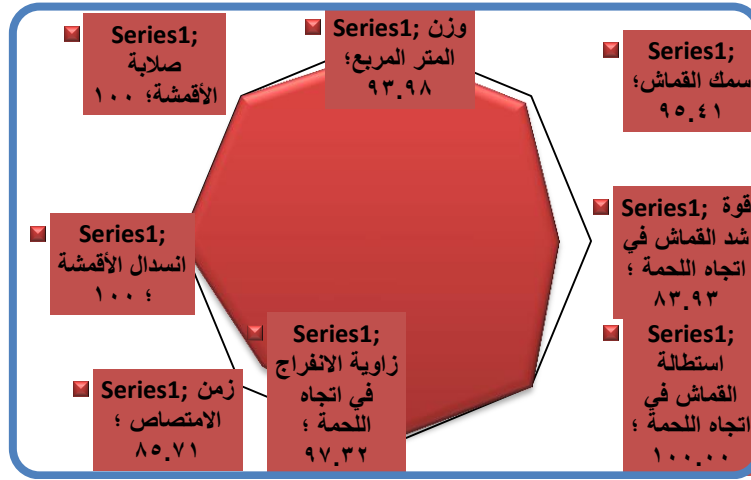 Series1;
صلابة
الأقمشة؛ ١٠٠
Series1; وزن
المتر المربع؛
٩٣.٩٨
Series1;
سمك القماش؛
٩٥.٤١
Series1; قوة
شد القماش في
اتجاه اللحمة ؛
٨٣.٩٣
Series1;
انسدال الأقمشة
؛ ١٠٠
Series1;
زاوية الانفراج
في اتجاه
اللحمة ؛
٩٧.٣٢
Series1;
استطالة
القماش في
اتجاه اللحمة ؛
١٠٠.٠٠
Series1; زمن
الامتصاص ؛
٨٥.٧١